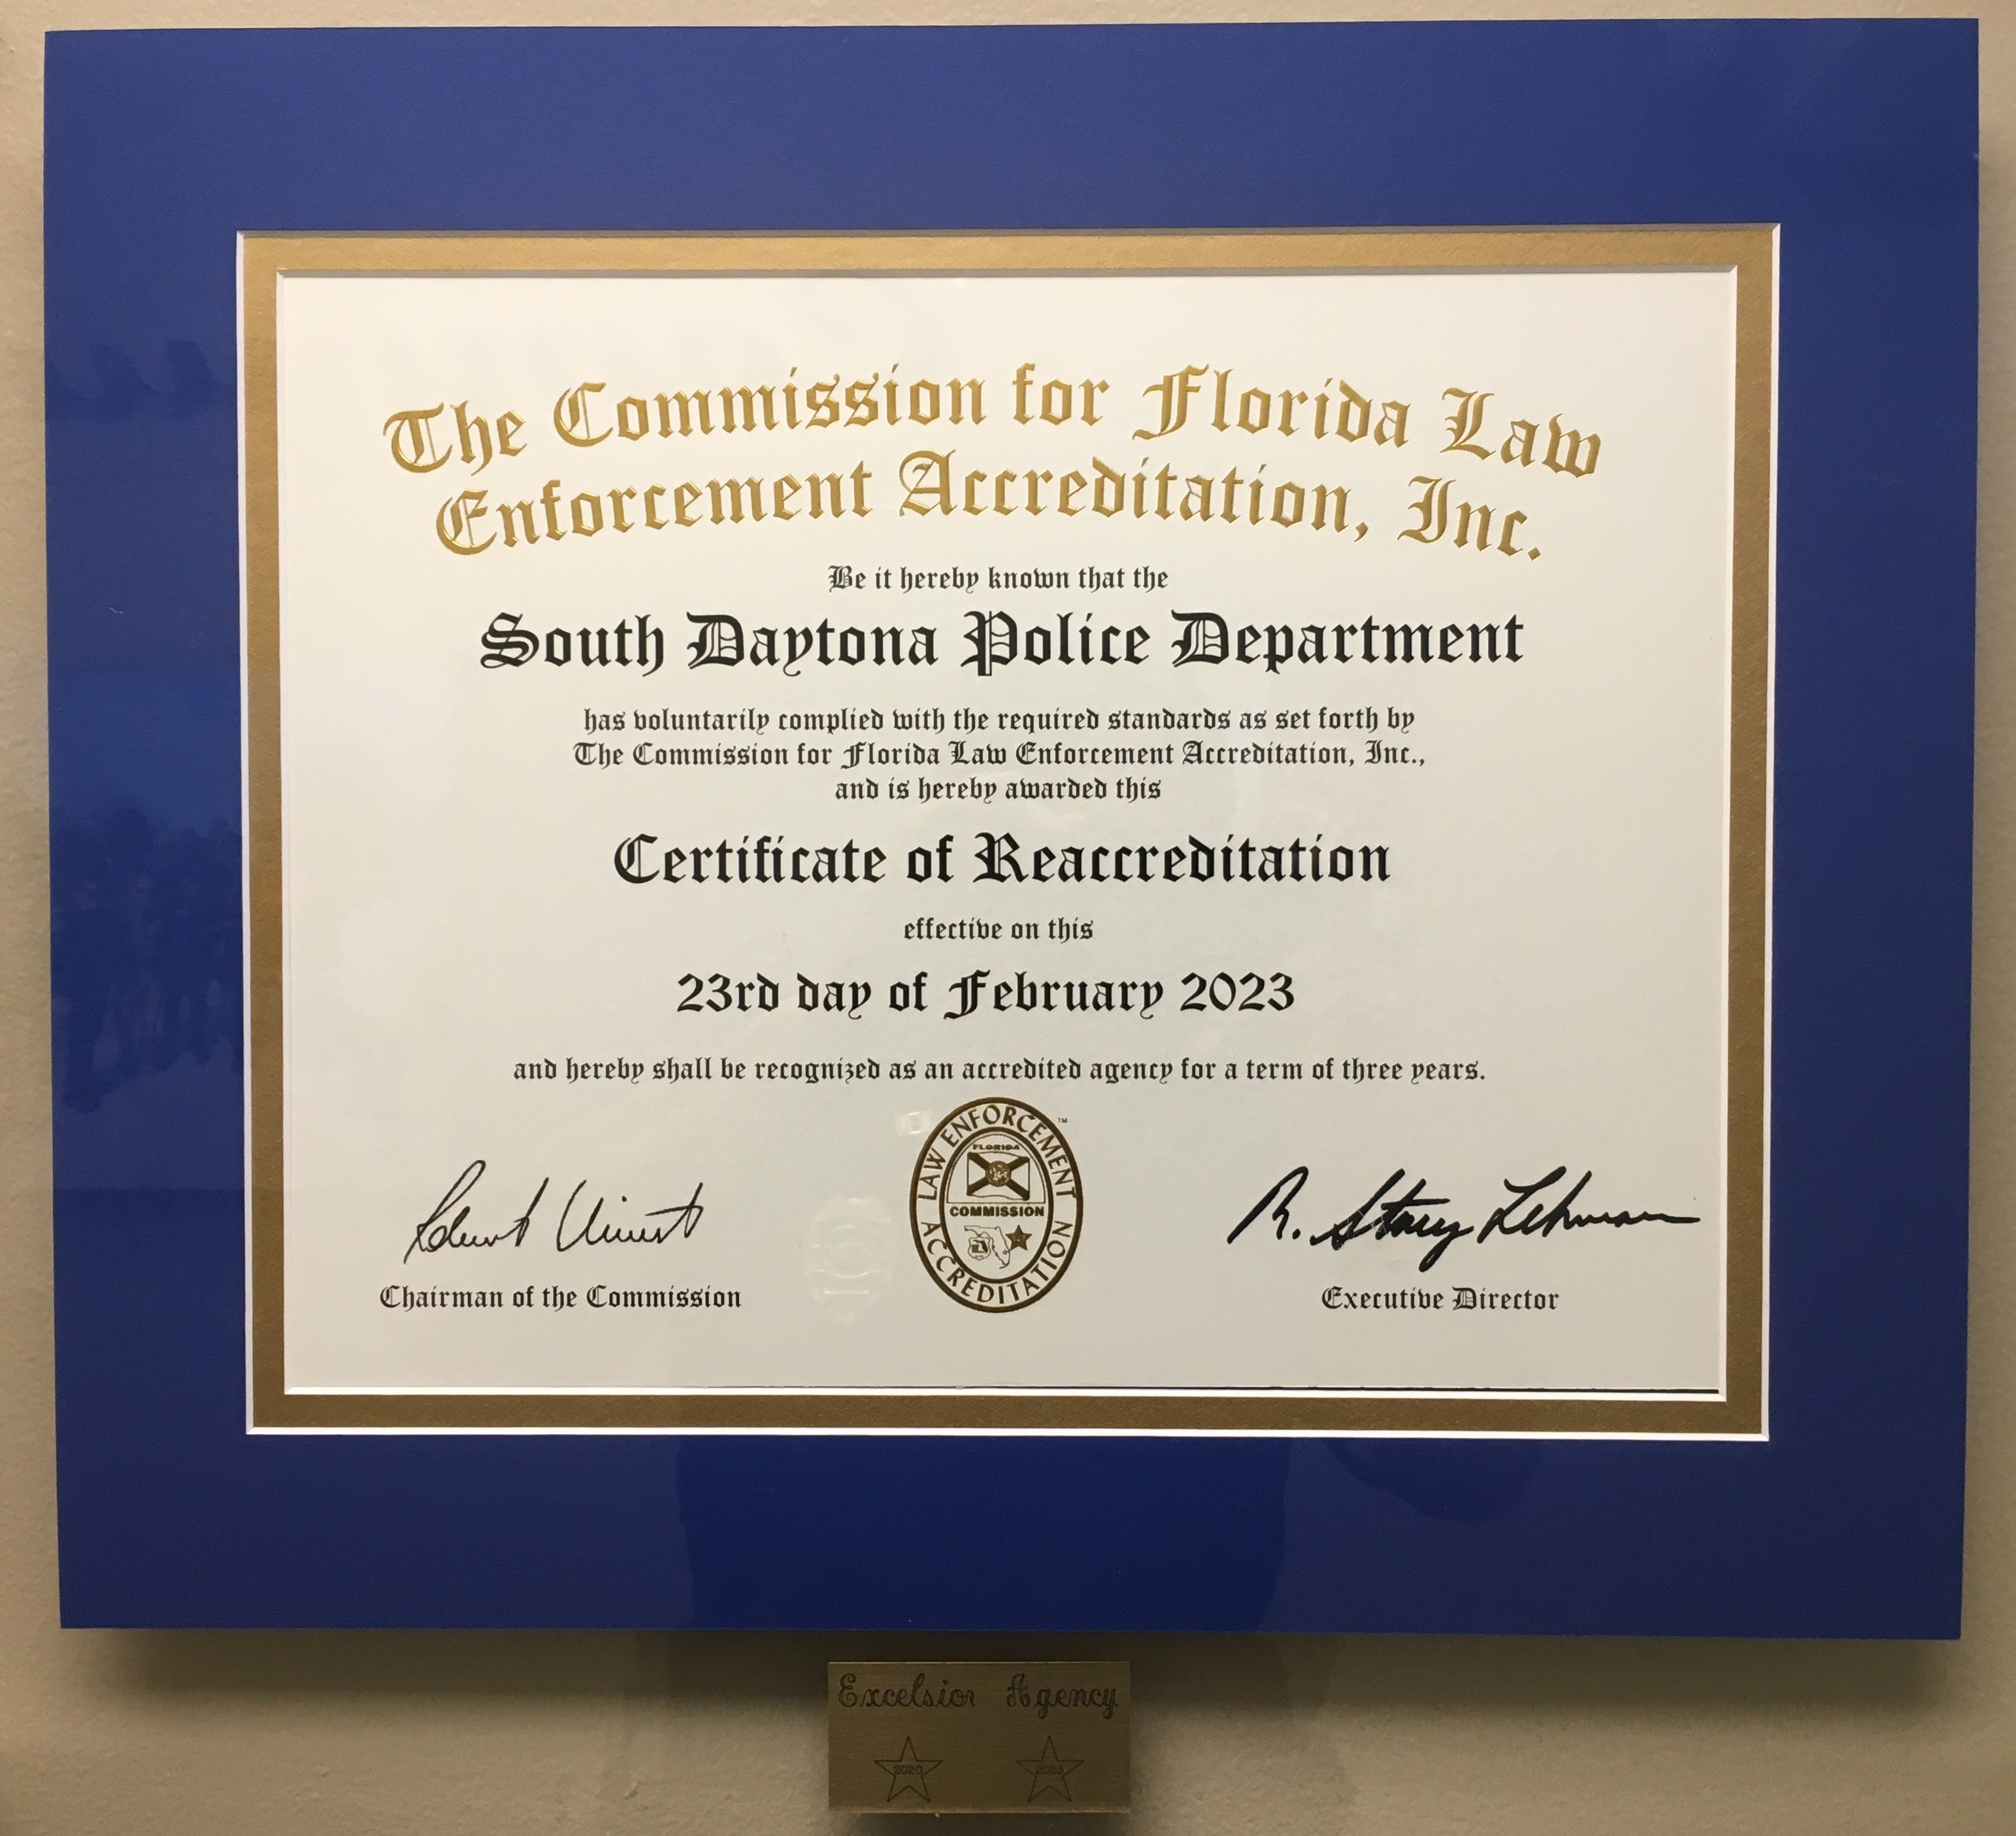 The Commission for Florida Law
Enforcement Accreditation, Inc.
Be it hereby known that the
South Daytona Police Department
has voluntarily complied with the required standards as set forth by
The Commission for Florida Law Enforcement Accreditation, Inc.,
and is hereby awarded this
Certificate of Reaccreditation
effective on this
23rd day of February 2023
and hereby shall be recognized as an accredited agency for a term of three years.
LAW ENFORCEMENT ™
FLORIDA
COMMISSION
ACCREDITATION
R. Stacy Lehman
Chairman of the Commission
Executive Director
Excelsior Agency
2020 2023